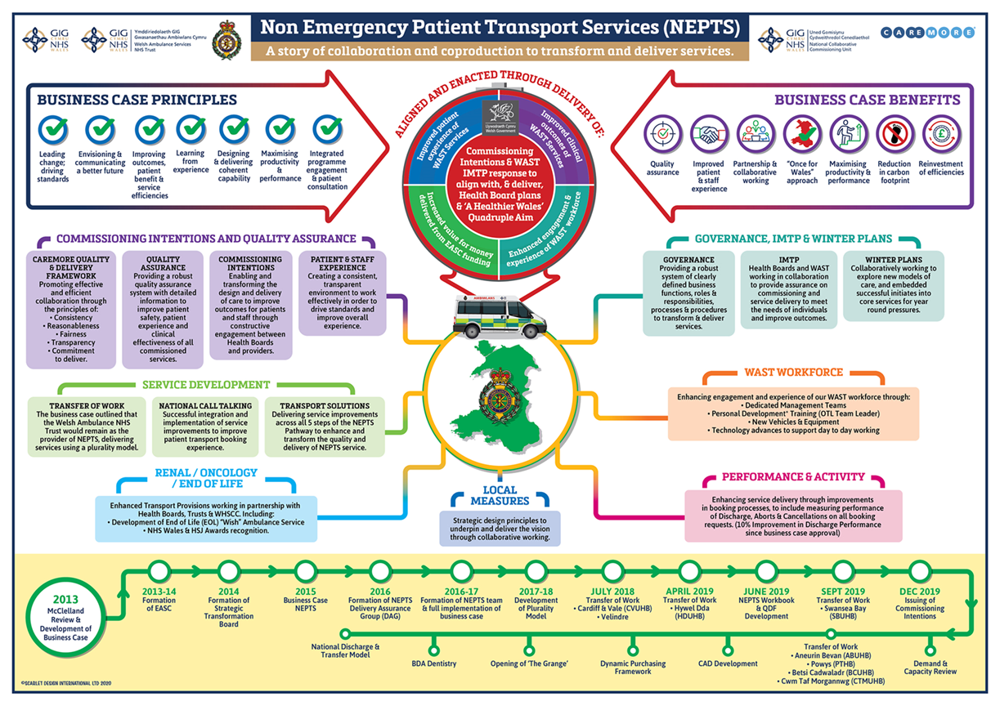 GIG
CYMRU
NHS
WALES
GIG
CYMRU
NHS
WALES
Ymddiriedolaeth GIG
Gwasanaethau Ambiwlans Cymru
Welsh Ambulance Services
NHS Trust
Non Emergency Patient Transport Services (NEPTS)
A story of collaboration and coproduction to transform and deliver services.
GIG
CYMRU
NHS
WALES
Uned Gomisiynu
Cydweithredol Cenedlaethol
National Collaborative
Commissioning Unit
CAREMORE
BUSINESS CASE PRINCIPLES
Leading
change;
driving
standards
Envisioning &
communicating
a better future
Improving
outcomes,
patient
benefit &
service
efficiencies
Learning
from
experience
Designing
& delivering
coherent
capability
Maximising
productivity
&
performance
Integrated
programme
engagement
& patient
consultation
ALIGNED AND ENACTED THROUGH DELIVERY OF:
Llywodraeth Cymru
Welsh Government
Improved patient
experience of
WAST Services
Improved clinical
outcomes of
WAST Services
Commissioning
Intentions & WAST
IMTP response to
align with, & deliver,
Health Board plans
& ‘A Healthier Wales’
Quadruple Aim
Increased value for money
delivered from EASC
funding
Enhanced engagement &
experience of WAST workforce
BUSINESS CASE BENEFITS
Quality
assurance
Improved
patient
& staff
experience
Partnership &
collaborative
working
“Once for
Wales”
approach
Maximising
productivity &
performance
Reduction
in carbon
footprint
£
Reinvestment
of efficiencies
COMMISSIONING INTENTIONS AND QUALITY ASSURANCE
CAREMORE QUALITY
& DELIVERY
FRAMEWORK
Promoting effective
and efficient
collaboration through
the principles of:
• Consistency
• Reasonableness
• Fairness
• Transparency
• Commitment
to deliver.
QUALITY
ASSURANCE
Providing a robust
quality assurance
system with detailed
information to
improve patient
safety, patient
experience and
clinical
effectiveness of all
commissioned
services.
COMMISSIONING
INTENTIONS
Enabling and
transforming the
design and delivery
of care to improve
outcomes for patients
and staff through
constructive
engagement between
Health Boards
and providers.
PATIENT & STAFF
EXPERIENCE
Creating a consistent,
transparent
environment to work
effectively in order to
drive standards and
improve overall
experience.
AMBIWLANS
GOVERNANCE, IMTP & WINTER PLANS
GOVERNANCE
Providing a robust
system of clearly
defined business
functions, roles &
responsibilities,
processes & procedures
to transform & deliver
services.
IMTP
Health Boards and WAST
working in collaboration
to provide assurance on
commissioning and
service delivery to meet
the needs of individuals
and improve outcomes.
WINTER PLANS
Collaboratively working to
explore new models of
care, and embedded
successful initiates into
core services for year
round pressures.
SERVICE DEVELOPMENT
TRANSFER OF WORK
The business case outlined that
the Welsh Ambulance NHS
Trust would remain as the
provider of NEPTS, delivering
services using a plurality model.
NATIONAL CALL TALKING
Successful integration and
implementation of service
improvements to improve
patient transport booking
experience.
TRANSPORT SOLUTIONS
Delivering service improvements
across all 5 steps of the NEPTS
Pathway to enhance and
transform the quality and
delivery of NEPTS service.
WAST WORKFORCE
Enhancing engagement and experience of our WAST workforce through:
• Dedicated Management Teams
• Personal Development* Training (OTL Team Leader)
• New Vehicles & Equipment
• Technology advances to support day to day working
RENAL / ONCOLOGY
/ END OF LIFE
Enhanced Transport Provisions working in partnership with
Health Boards, Trusts & WHSCC. Including:
• Development of End of Life (EOL) “Wish” Ambulance Service
• NHS Wales & HSJ Awards recognition.
LOCAL
MEASURES
Strategic design principles to
underpin and deliver the vision
through collaborative working.
PERFORMANCE & ACTIVITY
Enhancing service delivery through improvements
in booking processes, to include measuring performance
of Discharge, Aborts & Cancellations on all booking
requests. (10% Improvement in Discharge Performance
since business case approval)
2013
McClelland
Review &
Development of
Business Case
2013-14
Formation
of EASC
2014
Formation of
Strategic
Transformation
Board
2015
Business Case
NEPTS
2016
Formation of NEPTS
Delivery Assurance
Group (DAG)
2016-17
Formation of NEPTS team
& full implementation of
business case
2017-18
Development
of Plurality
Model
JULY 2018
Transfer of Work
• Cardiff & Vale (CVUHB)
• Velindre
APRIL 2019
Transfer of Work
• Hywel Dda
(HDUHB)
JUNE 2019
NEPTS Workbook
& QDF
Development
SEPT 2019
Transfer of Work
• Swansea Bay
(SBUHB)
DEC 2019
Issuing of
Commissioning
Intentions
National Discharge &
Transfer Model
BDA Dentistry
Opening of ‘The Grange’
Dynamic Purchasing
Framework
CAD Development
Transfer of Work
• Aneurin Bevan (ABUHB)
• Powys (PTHB)
• Betsi Cadwaladr (BCUHB)
• Cwm Taf Morgannwg (CTMUHB)
Demand &
Capacity Review
©SCARLET DESIGN INTERNATIONAL LTD 2020